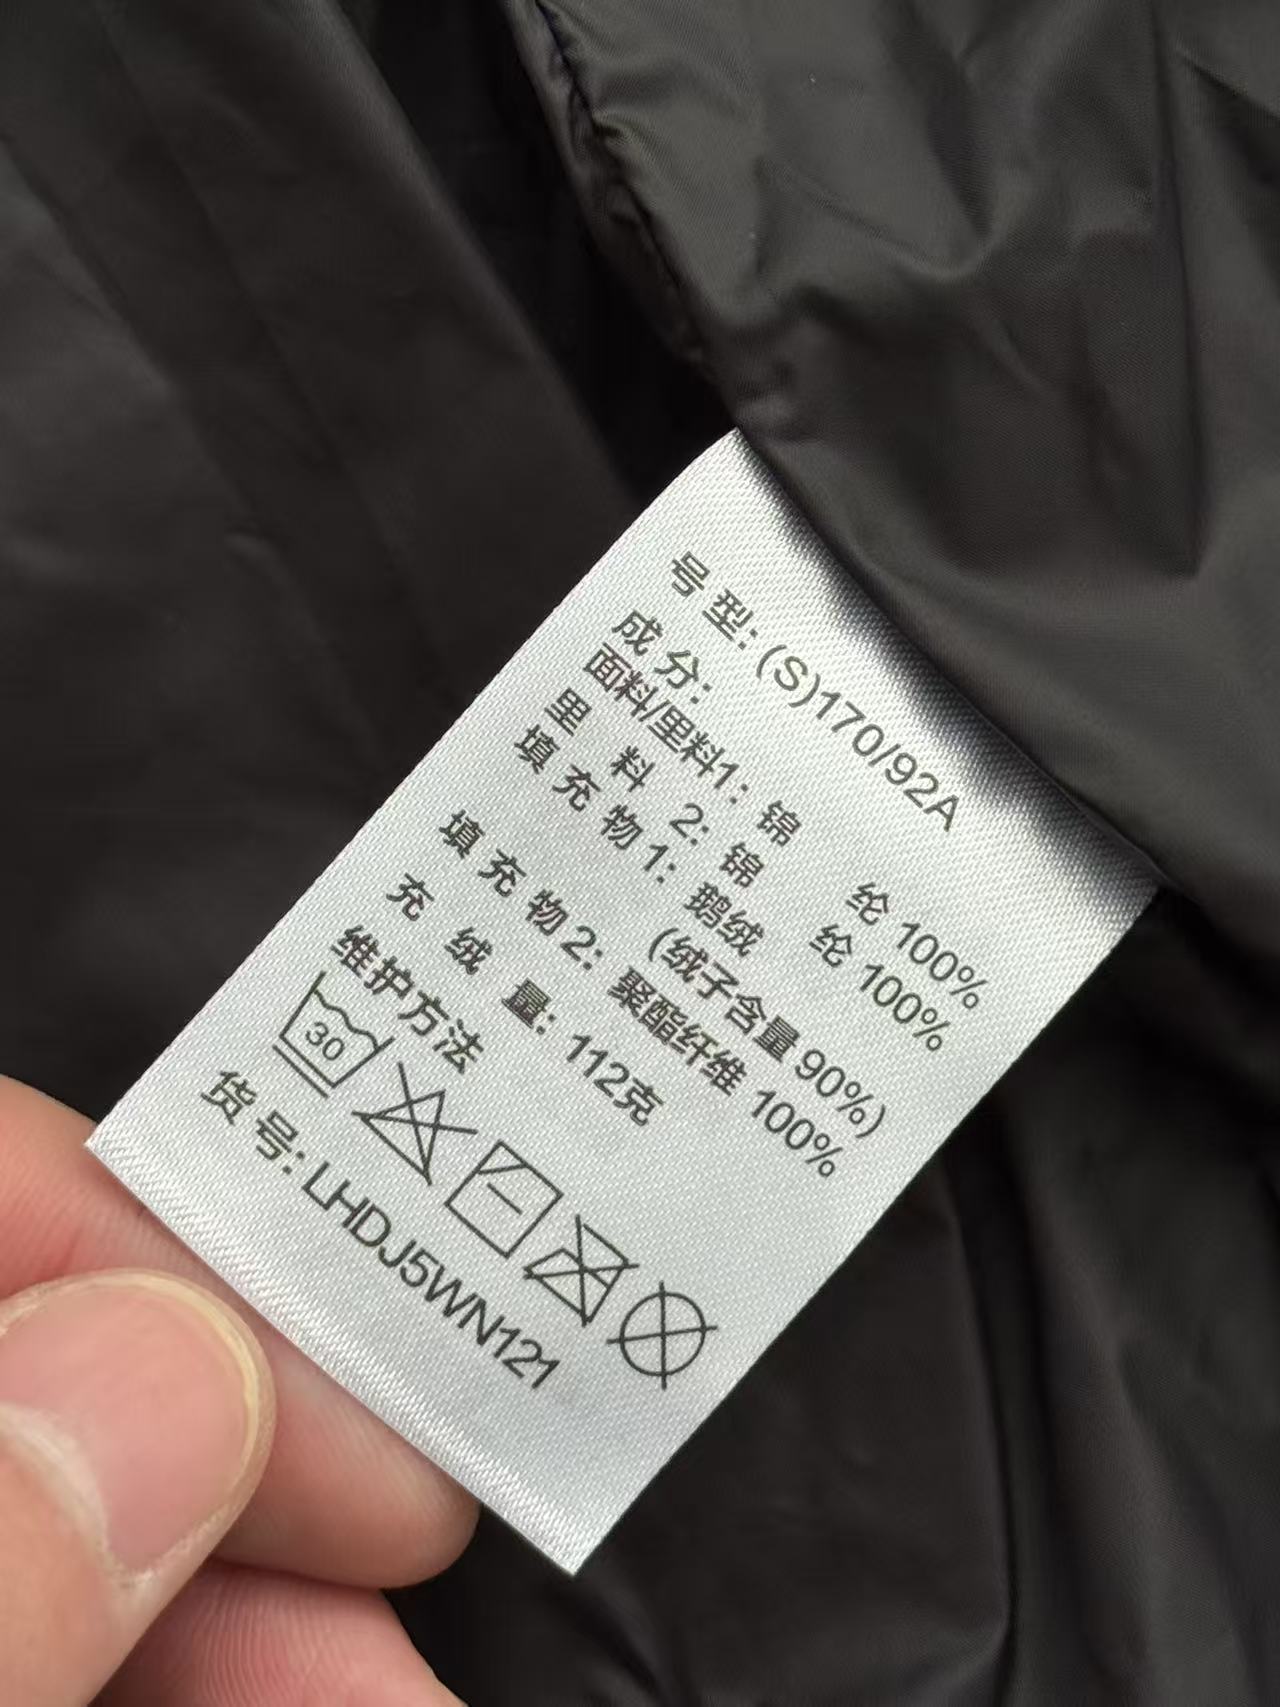 号型: (S)170/92A
成分:
面料/里料1: 锦 纶 100%
里料 2: 锦 纶 100%
填充物1: 鹅绒
(绒子含量 90%)
填充物2: 聚酯纤维 100%
充绒量: 112克
维护方法
30
货号: LHDJ5WN121